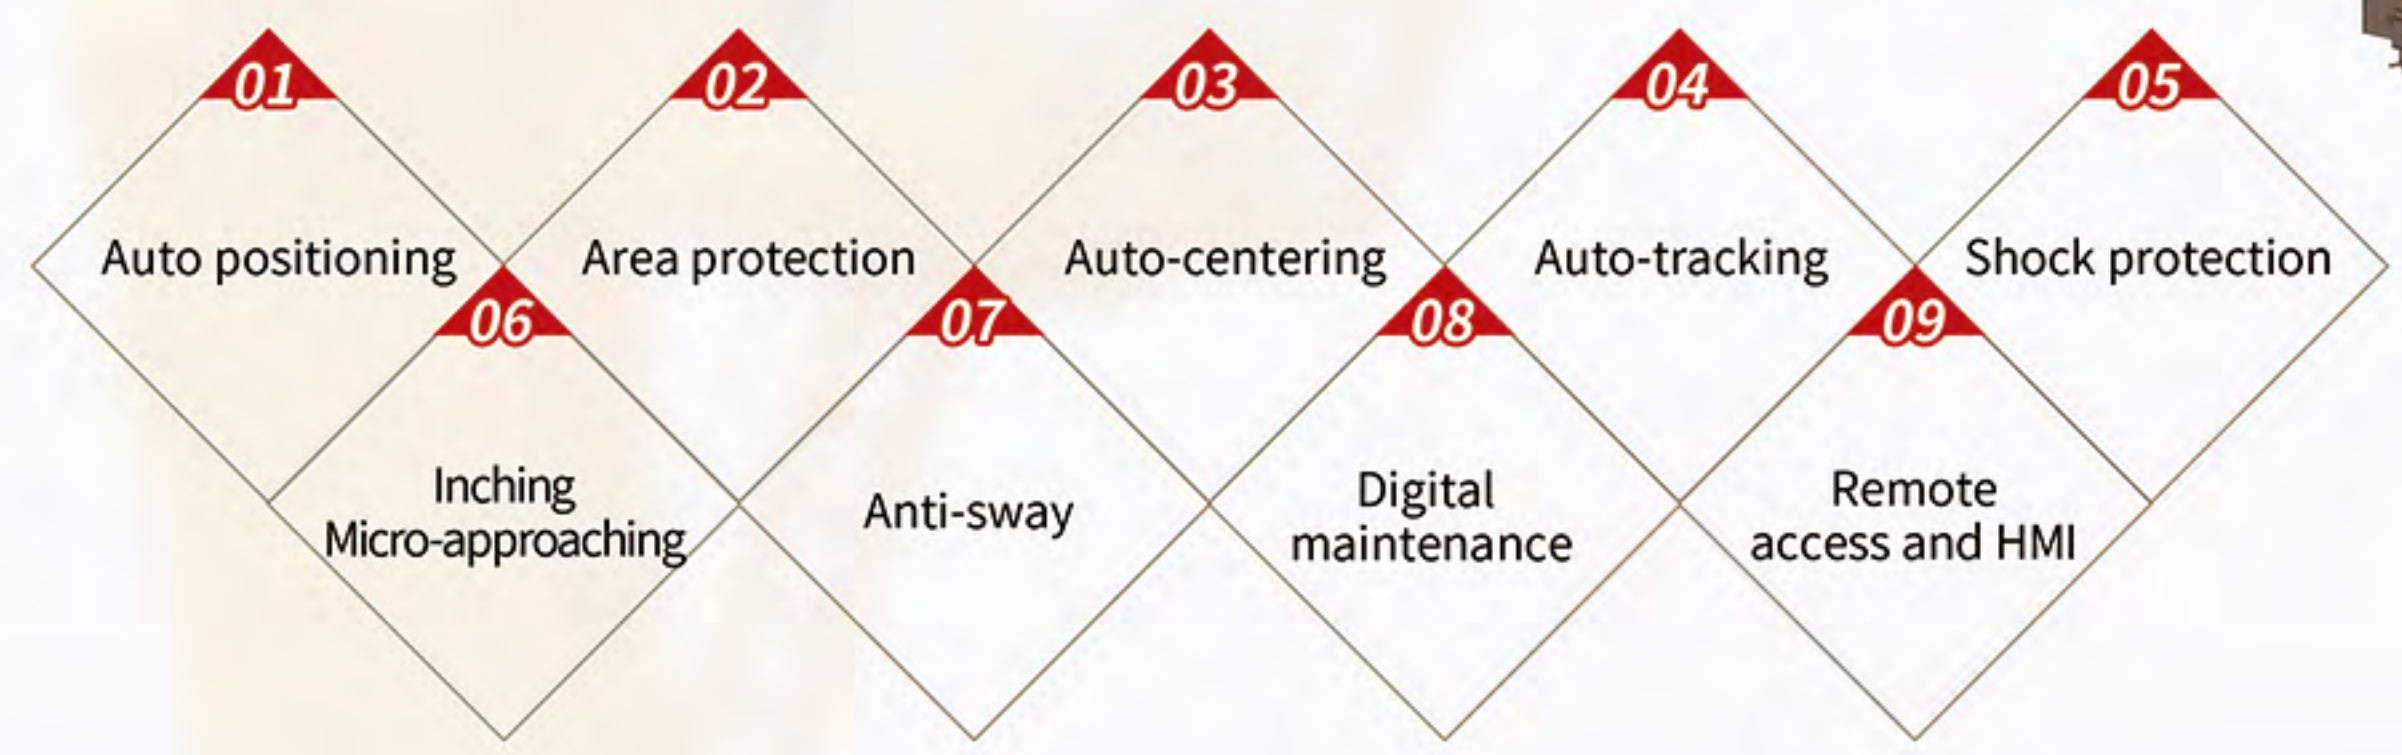 01
Auto positioning
02
Area protection
03
Auto-centering
04
Auto-tracking
05
Shock protection
06
Inching
Micro-approaching
07
Anti-sway
08
Digital
maintenance
09
Remote
access and HMI